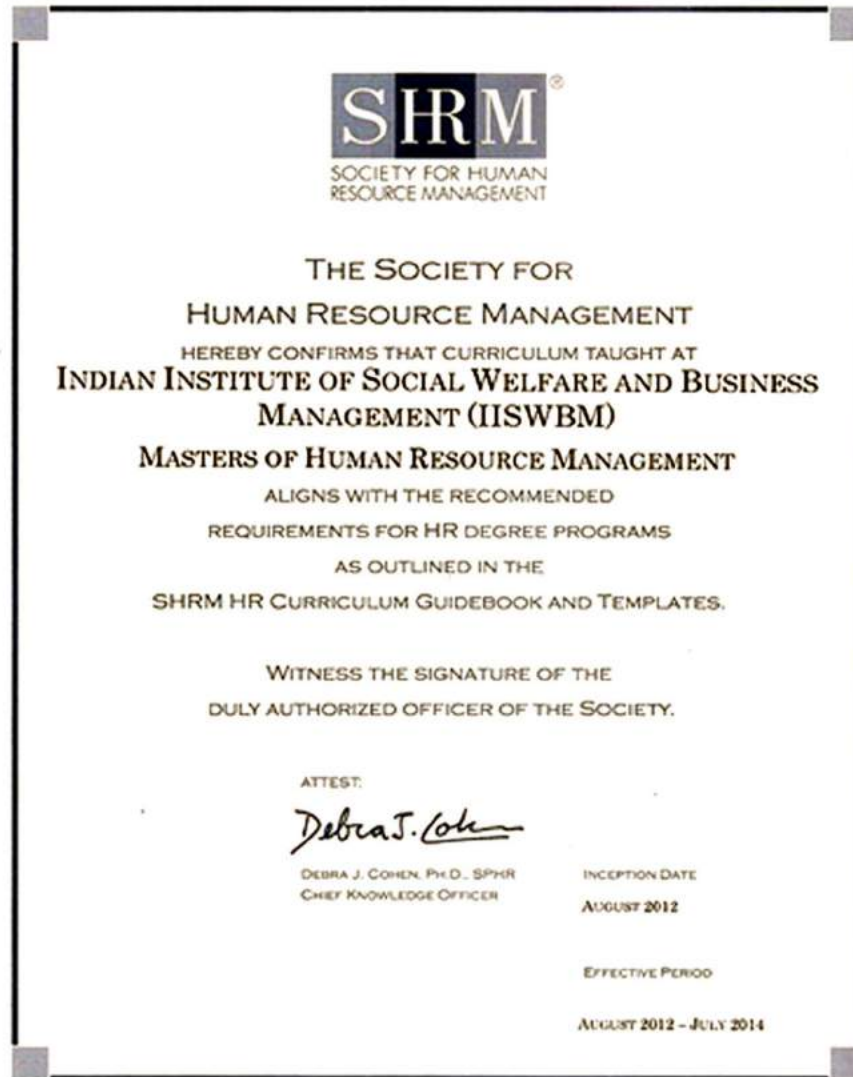 SHRM®
SOCIETY FOR HUMAN
RESOURCE MANAGEMENT
THE SOCIETY FOR
HUMAN RESOURCE MANAGEMENT
HEREBY CONFIRMS THAT CURRICULUM TAUGHT AT
INDIAN INSTITUTE OF SOCIAL WELFARE AND BUSINESS
MANAGEMENT (IISWBM)
MASTERS OF HUMAN RESOURCE MANAGEMENT
ALIGNS WITH THE RECOMMENDED
REQUIREMENTS FOR HR DEGREE PROGRAMS
AS OUTLINED IN THE
SHRM HR CURRICULUM GUIDEBOOK AND TEMPLATES.
WITNESS THE SIGNATURE OF THE
DULY AUTHORIZED OFFICER OF THE SOCIETY.
ATTEST:
Debra J. Cohen
DEBRA J. COHEN, PH.D., SPHR
CHIEF KNOWLEDGE OFFICER
INCEPTION DATE
AUGUST 2012
EFFECTIVE PERIOD
AUGUST 2012 – JULY 2014